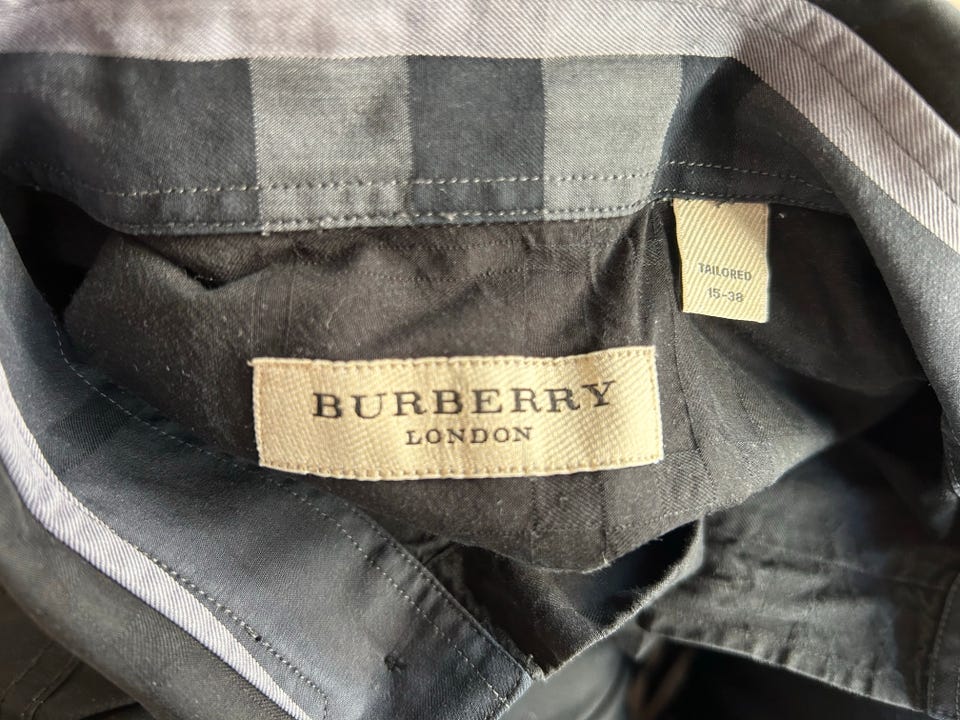 TAILORED
15-38
BURBERRY
LONDON